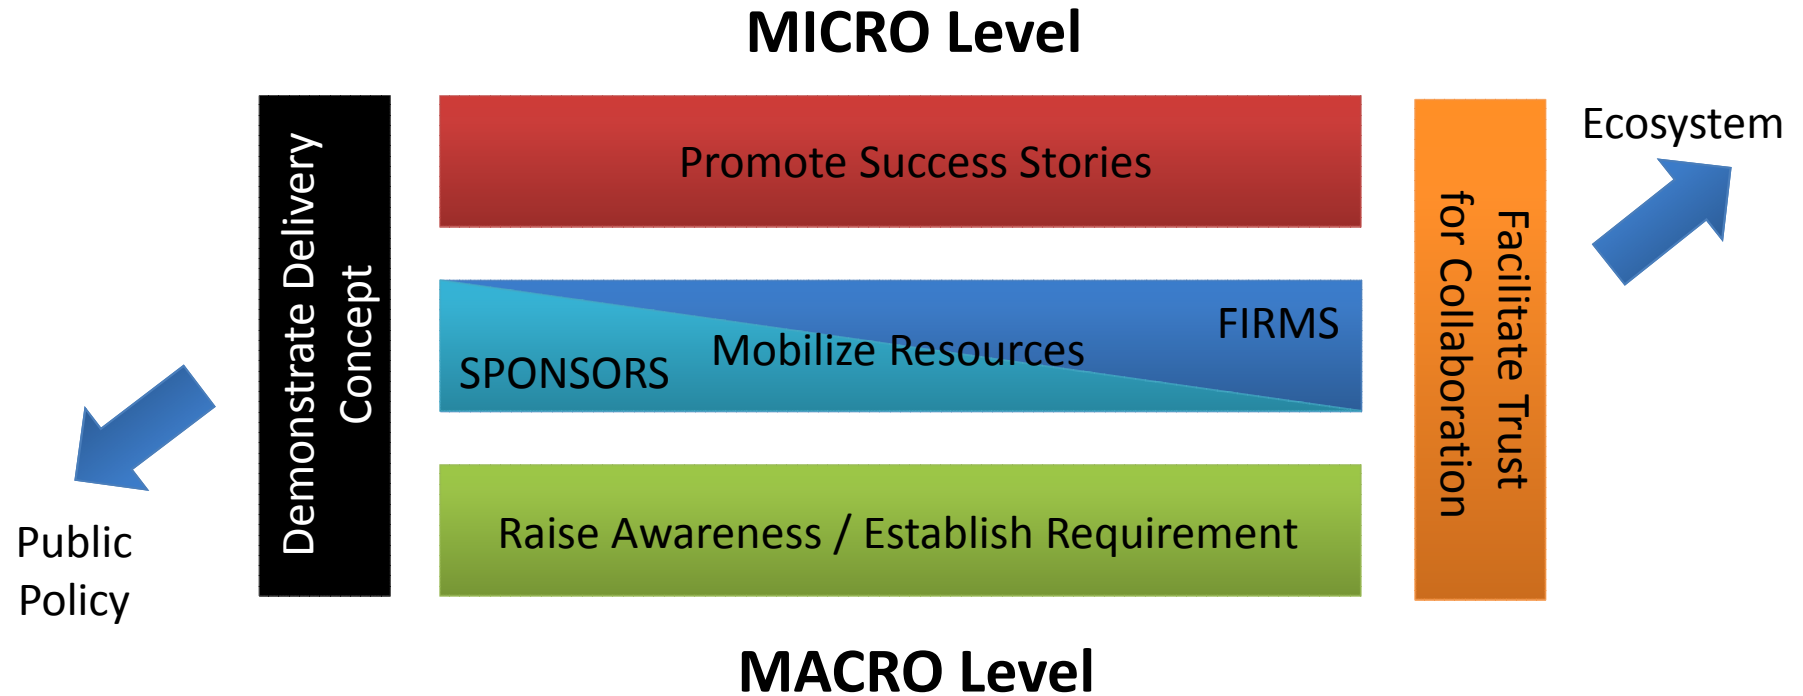 MICRO Level
Demonstrate Delivery
Concept
Promote Success Stories
Ecosystem
Facilitate Trust
for Collaboration
FIRMS
Mobilize Resources
SPONSORS
Raise Awareness / Establish Requirement
Public
Policy
MACRO Level